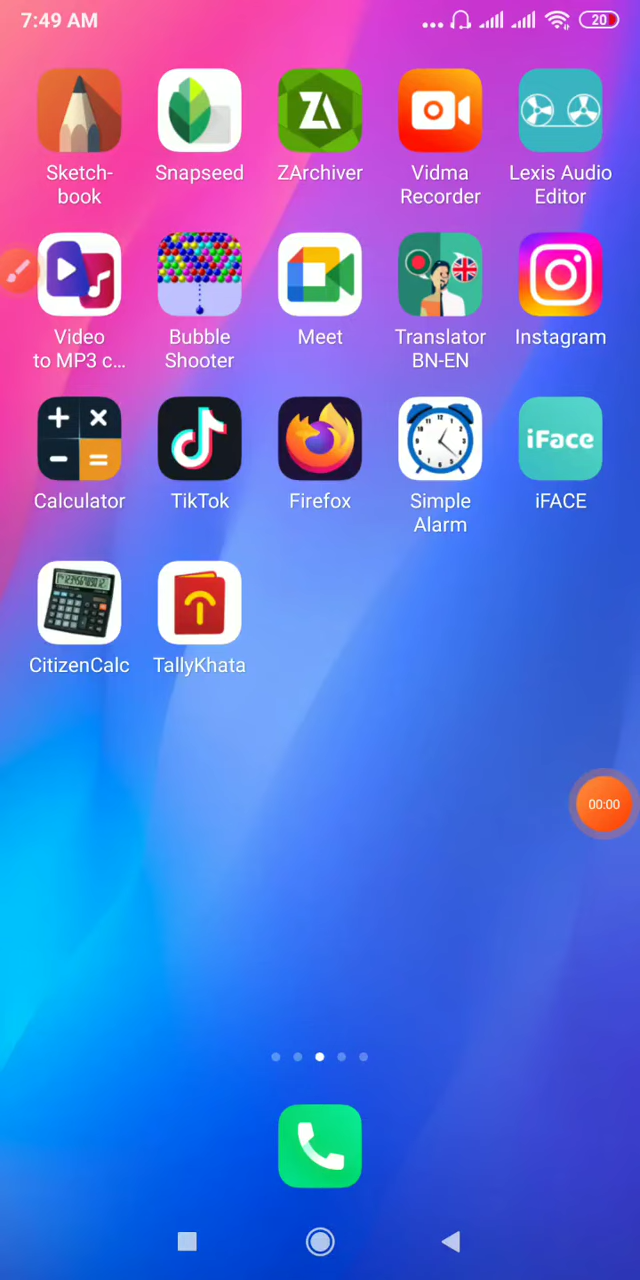 7:49 AM
20
Sketch-
book
Snapseed
ZArchiver
Vidma
Recorder
Lexis Audio
Editor
Video
to MP3 c...
Bubble
Shooter
Meet
Translator
BN-EN
Instagram
iFace
Calculator
TikTok
Firefox
Simple
Alarm
iFACE
CitizenCalc
TallyKhata
00:00